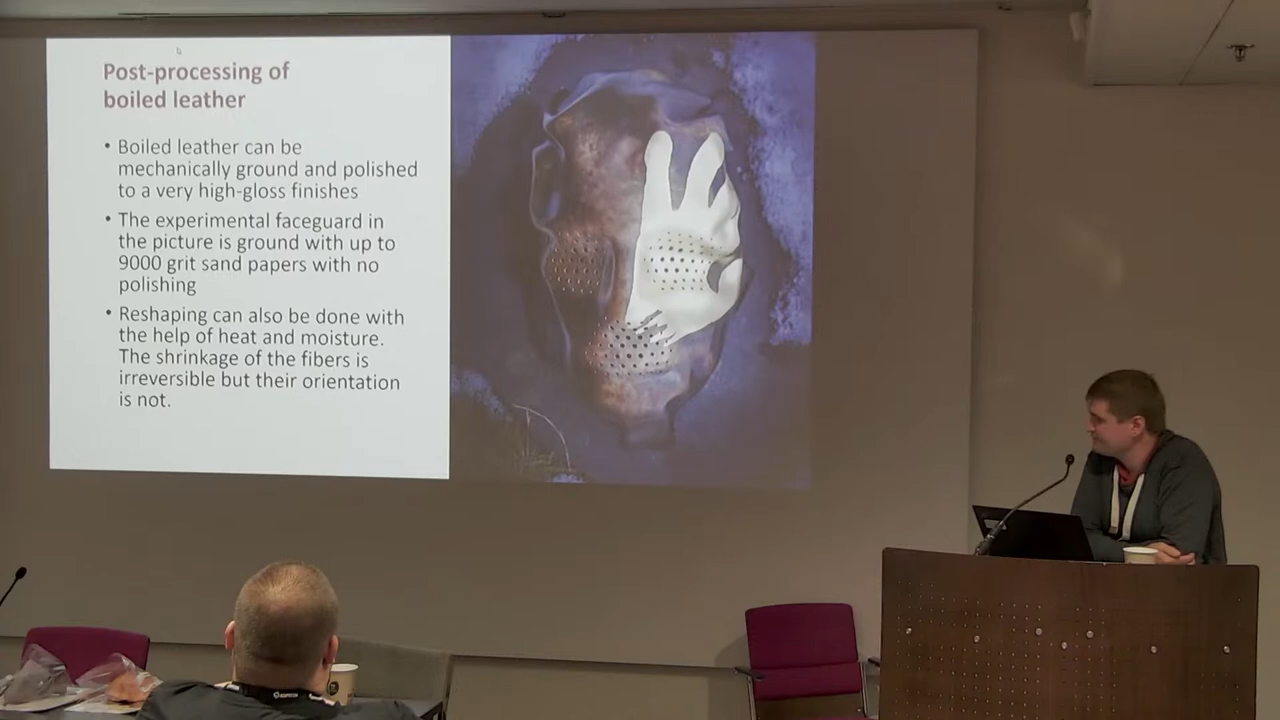 Post-processing of
boiled leather
• Boiled leather can be
mechanically ground and polished
to a very high-gloss finishes
• The experimental faceguard in
the picture is ground with up to
9000 grit sand papers with no
polishing
• Reshaping can also be done with
the help of heat and moisture.
The shrinkage of the fibers is
irreversible but their orientation
is not.